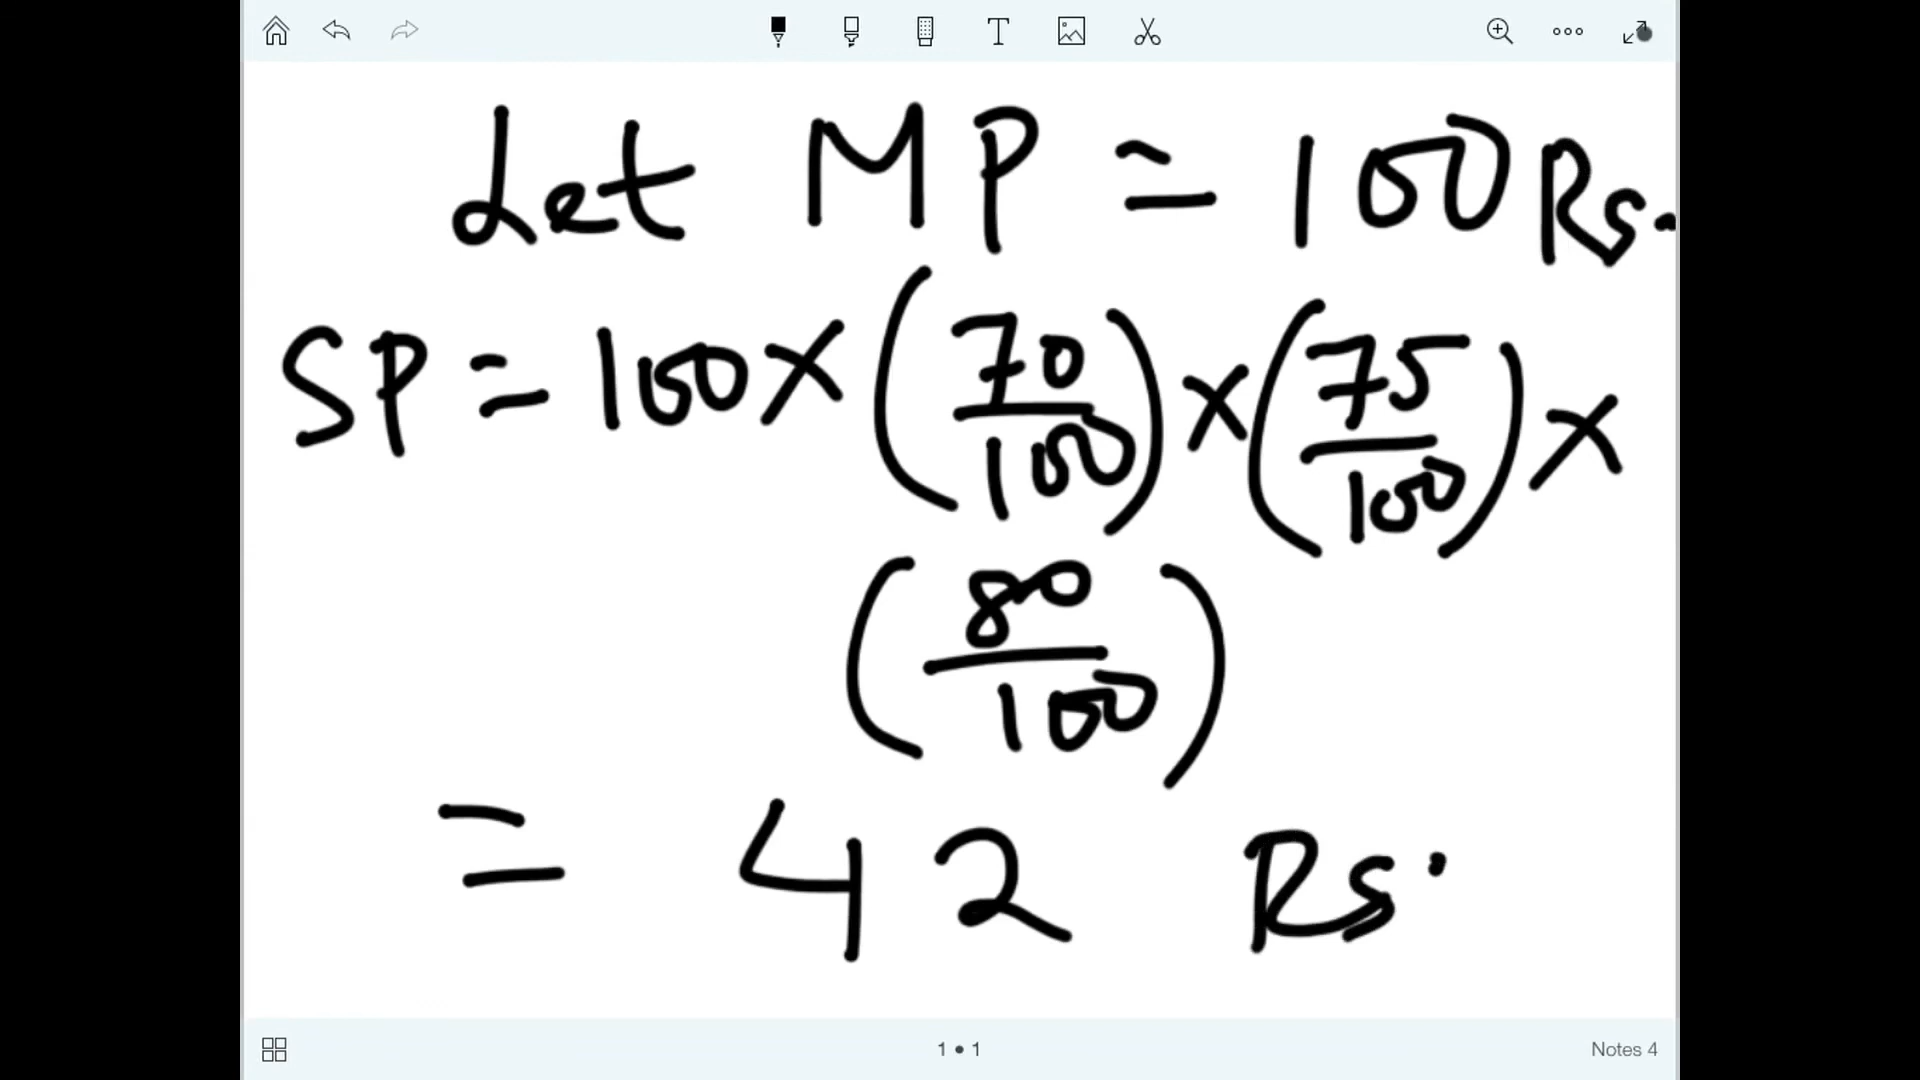 Let MP = 100 Rs.
SP = 100 × (70/100) × (75/100) ×
(80/100)
= 42 Rs.
1 • 1
Notes 4